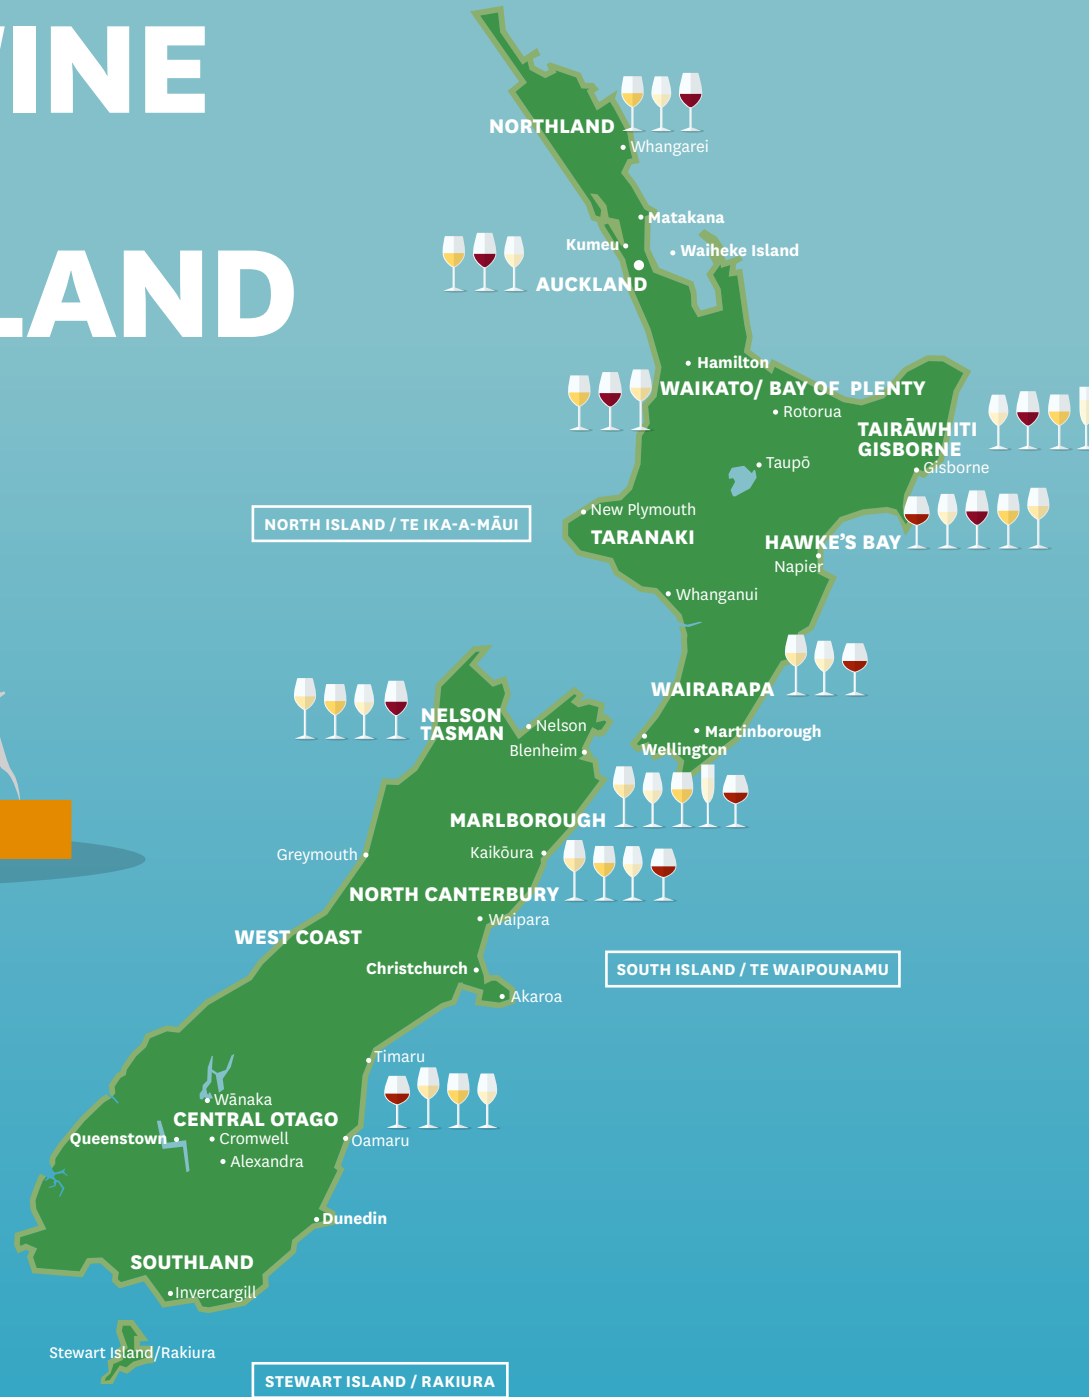 INE
LAND
NORTHLAND
Whangarei
Matakana
Kumeu
Waiheke Island
AUCKLAND
Hamilton
WAIKATO/ BAY OF PLENTY
Rotorua
TAIRĀWHITI
GISBORNE
Gisborne
Taupō
New Plymouth
NORTH ISLAND / TE IKA-A-MĀUI
TARANAKI
HAWKE'S BAY
Napier
Whanganui
WAIRARAPA
NELSON
TASMAN
Nelson
Martinborough
Wellington
Blenheim
MARLBOROUGH
Greymouth
Kaikōura
NORTH CANTERBURY
Waipara
WEST COAST
Christchurch
SOUTH ISLAND / TE WAIPOUNAMU
Akaroa
Timaru
Wānaka
CENTRAL OTAGO
Queenstown
Cromwell
Oamaru
Alexandra
Dunedin
SOUTHLAND
Invercargill
Stewart Island/Rakiura
STEWART ISLAND / RAKIURA